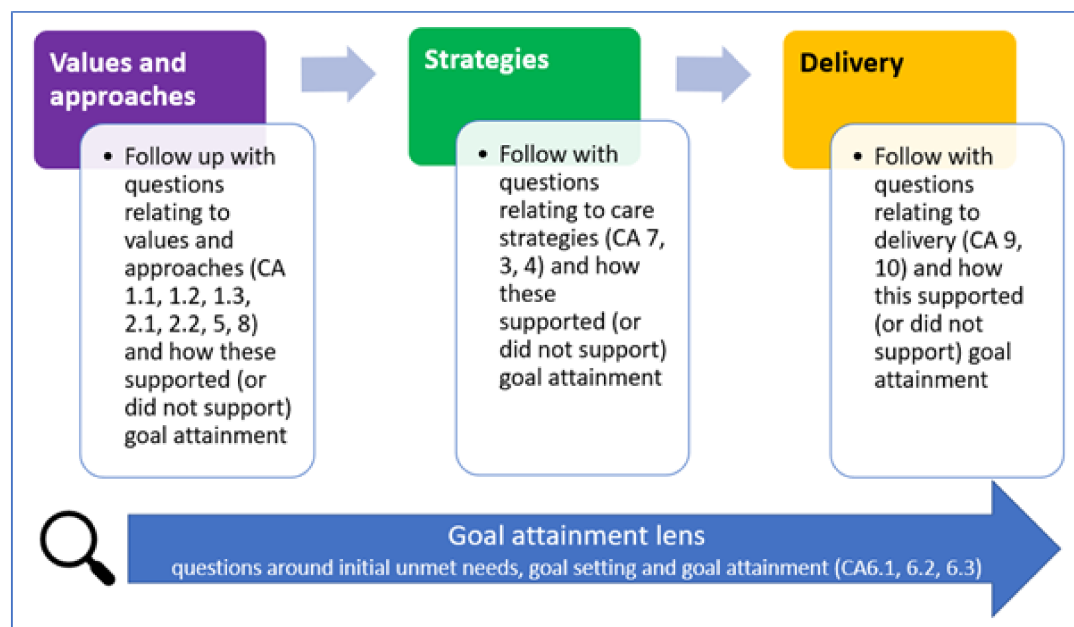 Values and
approaches
• Follow up with
questions
relating to
values and
approaches (CA
1.1, 1.2, 1.3,
2.1, 2.2, 5, 8)
and how these
supported (or
did not support)
goal attainment
Strategies
• Follow with
questions
relating to care
strategies (CA 7,
3, 4) and how
these
supported (or
did not support)
goal attainment
Delivery
• Follow with
questions
relating to
delivery (CA 9,
10) and how
this supported
(or did not
support) goal
attainment
Goal attainment lens
questions around initial unmet needs, goal setting and goal attainment (CA6.1, 6.2, 6.3)